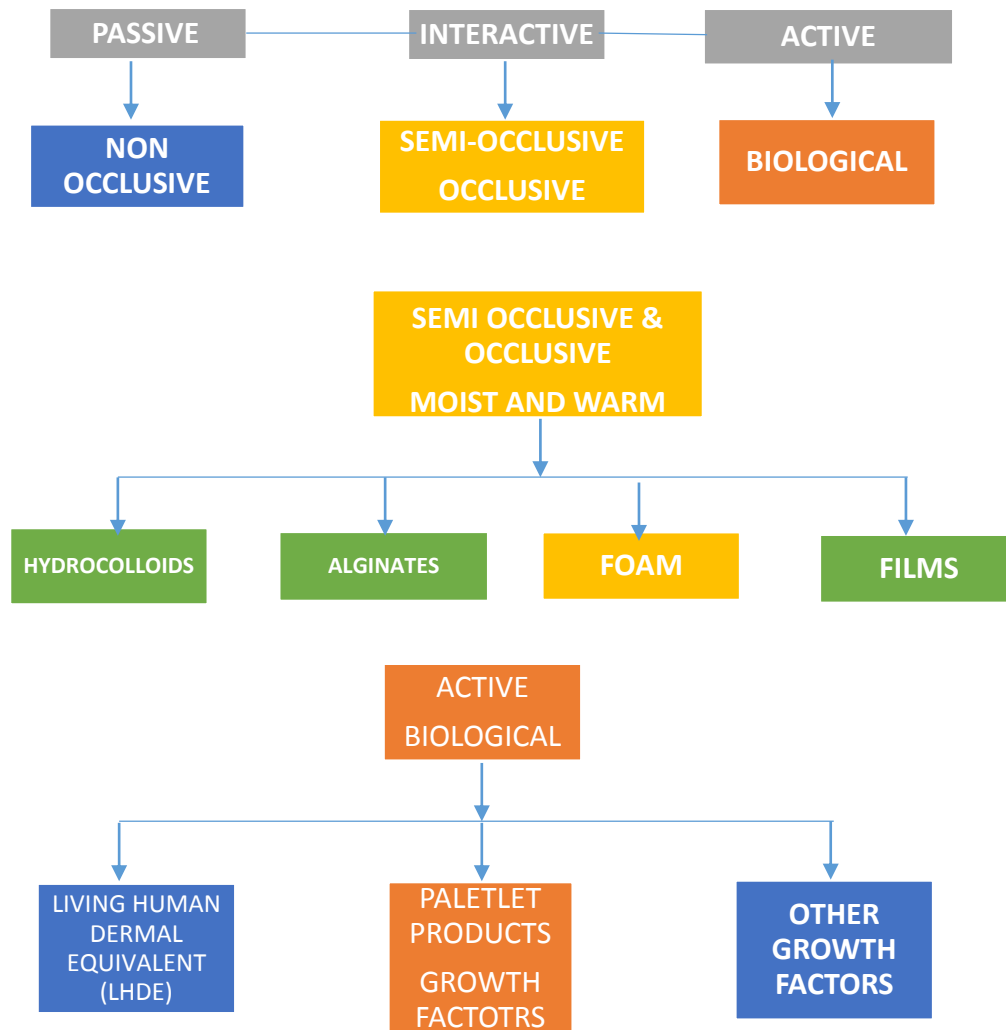 PASSIVE
INTERACTIVE
ACTIVE
NON
OCCLUSIVE
SEMI-OCCLUSIVE
OCCLUSIVE
BIOLOGICAL
SEMI OCCLUSIVE &
OCCLUSIVE
MOIST AND WARM
HYDROCOLLOIDS
ALGINATES
FOAM
FILMS
ACTIVE
BIOLOGICAL
LIVING HUMAN
DERMAL
EQUIVALENT
(LHDE)
PALETLET
PRODUCTS
GROWTH
FACTOTRS
OTHER
GROWTH
FACTORS